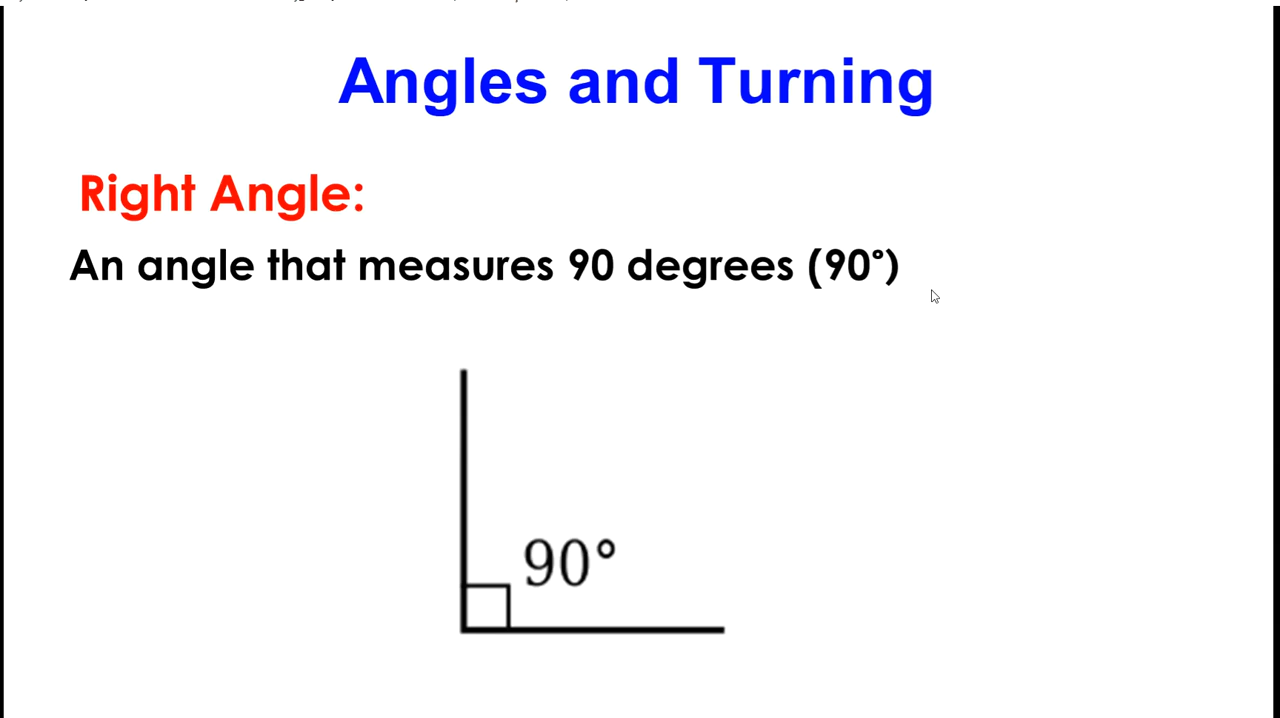 Angles and Turning
Right Angle:
An angle that measures 90 degrees (90°)
90°